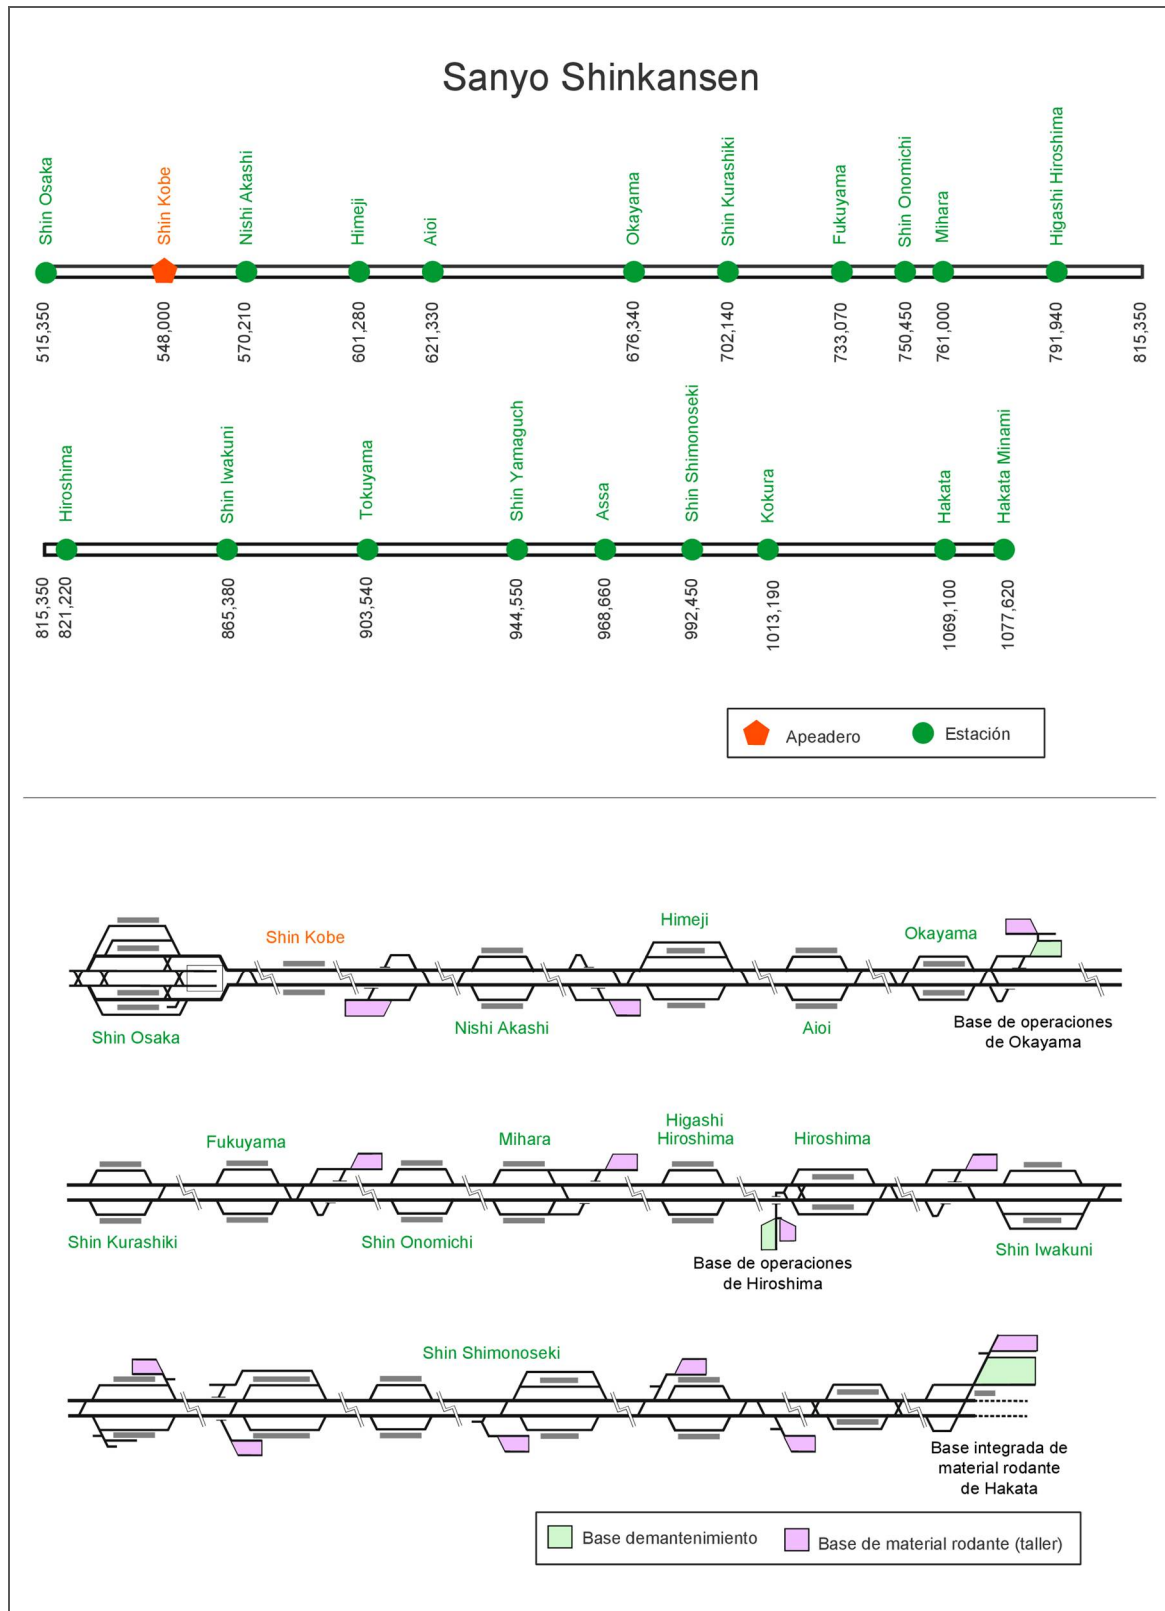 Sanyo Shinkansen
Shin Osaka
Shin Kobe
Nishi Akashi
Himeji
Aioi
Okayama
Shin Kurashiki
Fukuyama
Shin Onomichi
Mihara
Higashi Hiroshima
515,350
548,000
570,210
601,280
621,330
676,340
702,140
733,070
750,450
761,000
791,940
815,350
Hiroshima
Shin Iwakuni
Tokuyama
Shin Yamaguch
Assa
Shin Shimonoseki
Kokura
Hakata
Hakata Minami
815,350
821,220
865,380
903,540
944,550
968,660
992,450
1013,190
1069,100
1077,620
Apeadero
Estación
Shin Osaka
Shin Kobe
Nishi Akashi
Himeji
Aioi
Okayama
Base de operaciones
de Okayama
Shin Kurashiki
Fukuyama
Shin Onomichi
Mihara
Higashi
Hiroshima
Base de operaciones
de Hiroshima
Hiroshima
Shin Iwakuni
Shin Shimonoseki
Base integrada de
material rodante
de Hakata
Base demantenimiento
Base de material rodante (taller)